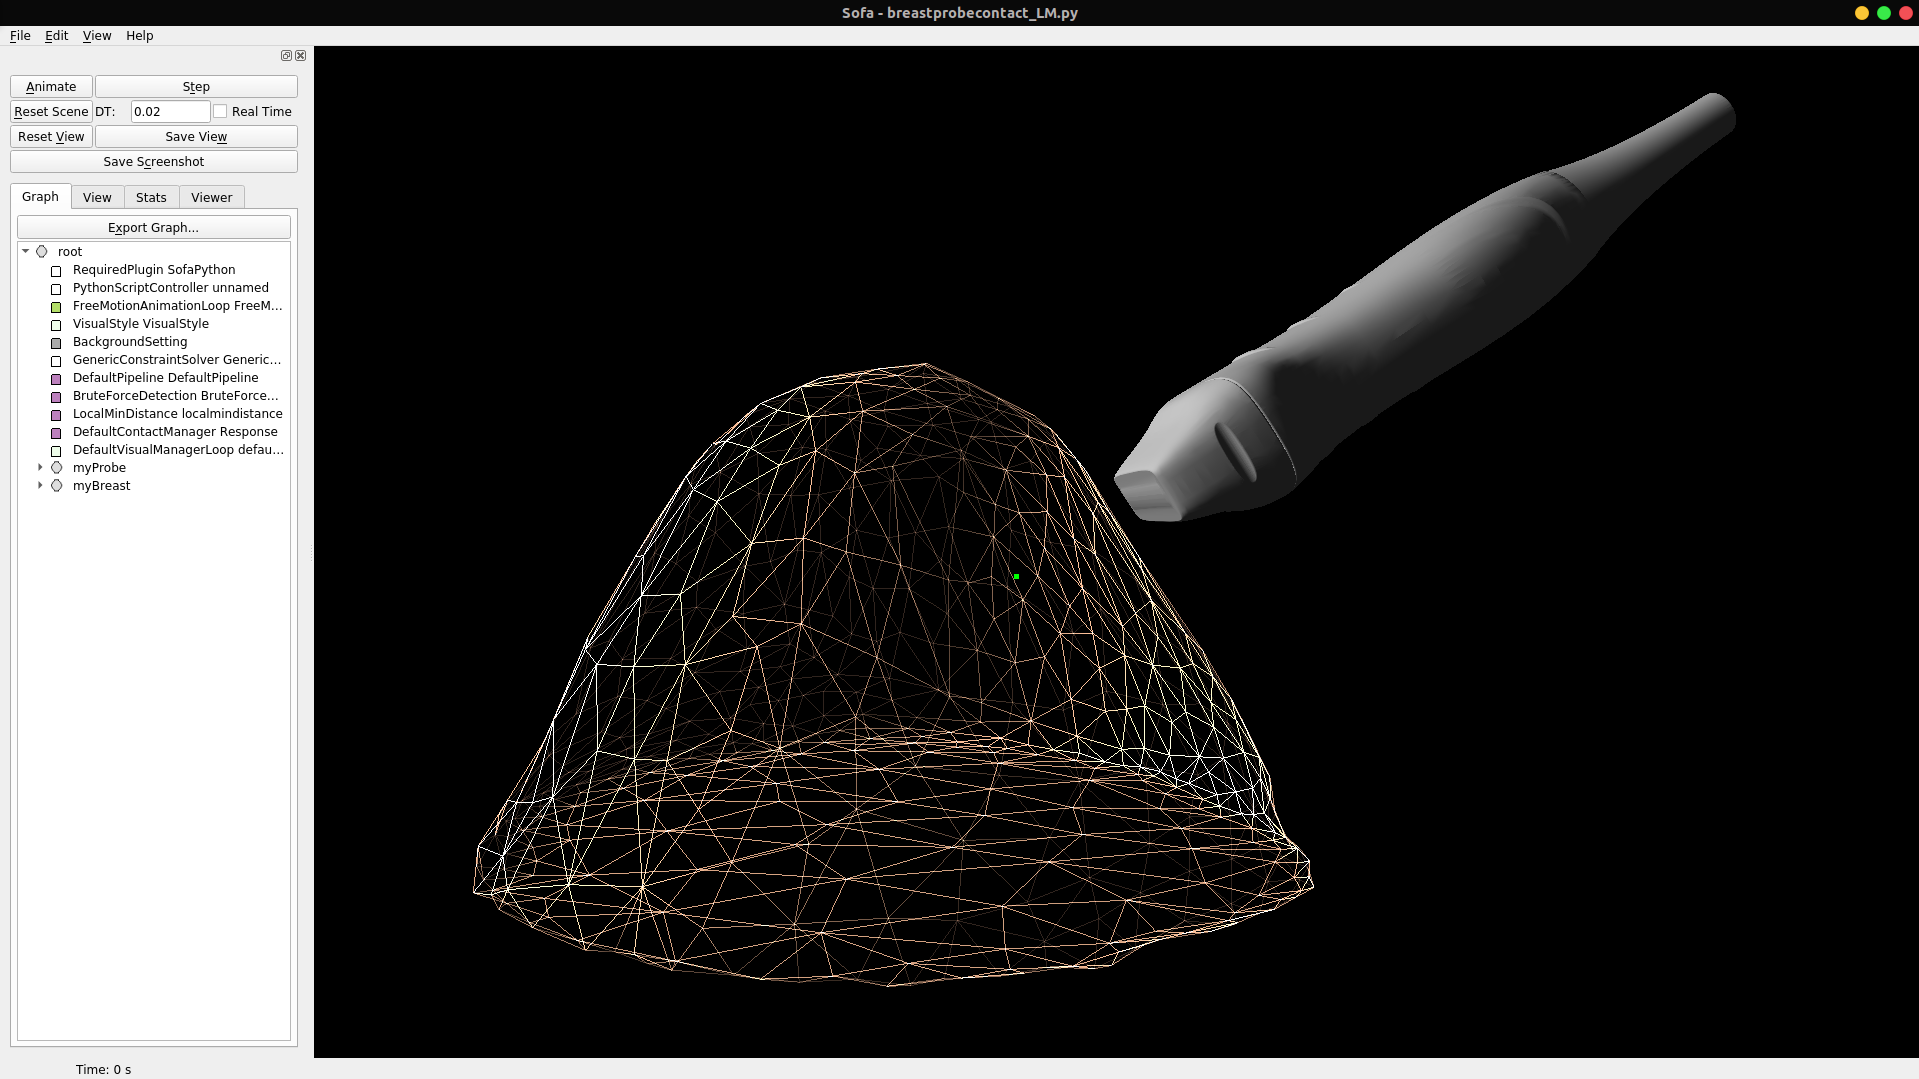 Sofa - breastprobecontact_LM.py
File Edit View Help
Animate Step
Reset Scene DT: 0.02 Real Time
Reset View Save View
Save Screenshot
Graph View Stats Viewer
Export Graph...
root
RequiredPlugin SofaPython
PythonScriptController unnamed
FreeMotionAnimationLoop FreeM...
VisualStyle VisualStyle
BackgroundSetting
GenericConstraintSolver Generic...
DefaultPipeline DefaultPipeline
BruteForceDetection BruteForce...
LocalMinDistance localmindistance
DefaultContactManager Response
DefaultVisualManagerLoop defau...
myProbe
myBreast
Time: 0 s